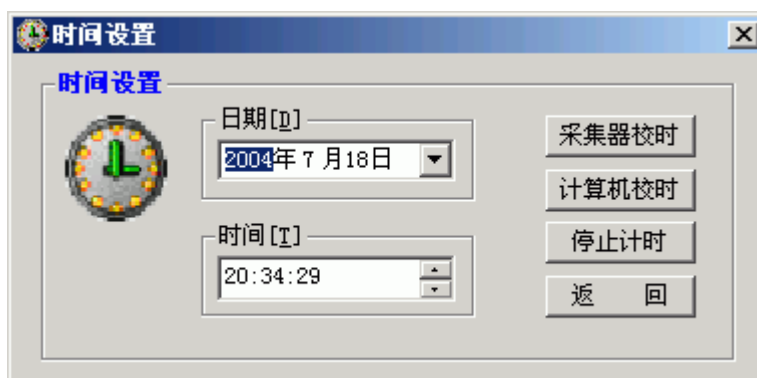 时间设置
时间设置
日期[D]
2004年 7 月18日
时间[T]
20:34:29
采集器校时
计算机校时
停止计时
返 回